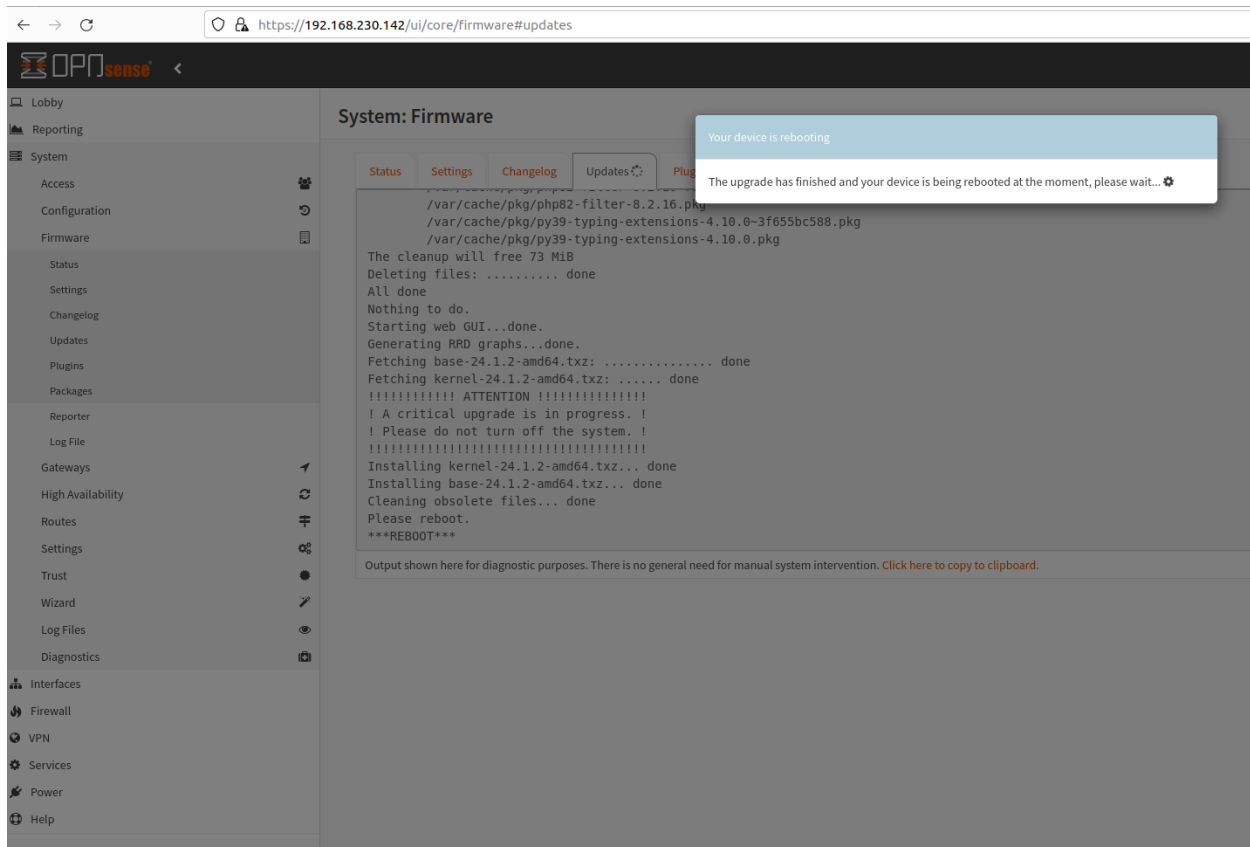 https://192.168.230.142/ui/core/firmware#updates
OPNsense
Lobby
Reporting
System
Access
Configuration
Firmware
Status
Settings
Changelog
Updates
Plugins
Packages
Reporter
Log File
Gateways
High Availability
Routes
Settings
Trust
Wizard
Log Files
Diagnostics
Interfaces
Firewall
VPN
Services
Power
Help
System: Firmware
Your device is rebooting
The upgrade has finished and your device is being rebooted at the moment, please wait...
Status Settings Changelog Updates Plug
/var/cache/pkg/php82-filter-8.2.16.pkg
/var/cache/pkg/py39-typing-extensions-4.10.0~3f655bc588.pkg
/var/cache/pkg/py39-typing-extensions-4.10.0.pkg
The cleanup will free 73 MiB
Deleting files: .......... done
All done
Nothing to do.
Starting web GUI...done.
Generating RRD graphs...done.
Fetching base-24.1.2-amd64.txz: ............... done
Fetching kernel-24.1.2-amd64.txz: ...... done
!!!!!!!!!!!! ATTENTION !!!!!!!!!!!!!!!
! A critical upgrade is in progress. !
! Please do not turn off the system. !
!!!!!!!!!!!!!!!!!!!!!!!!!!!!!!!!!!!!!!
Installing kernel-24.1.2-amd64.txz... done
Installing base-24.1.2-amd64.txz... done
Cleaning obsolete files... done
Please reboot.
***REBOOT***
Output shown here for diagnostic purposes. There is no general need for manual system intervention. Click here to copy to clipboard.